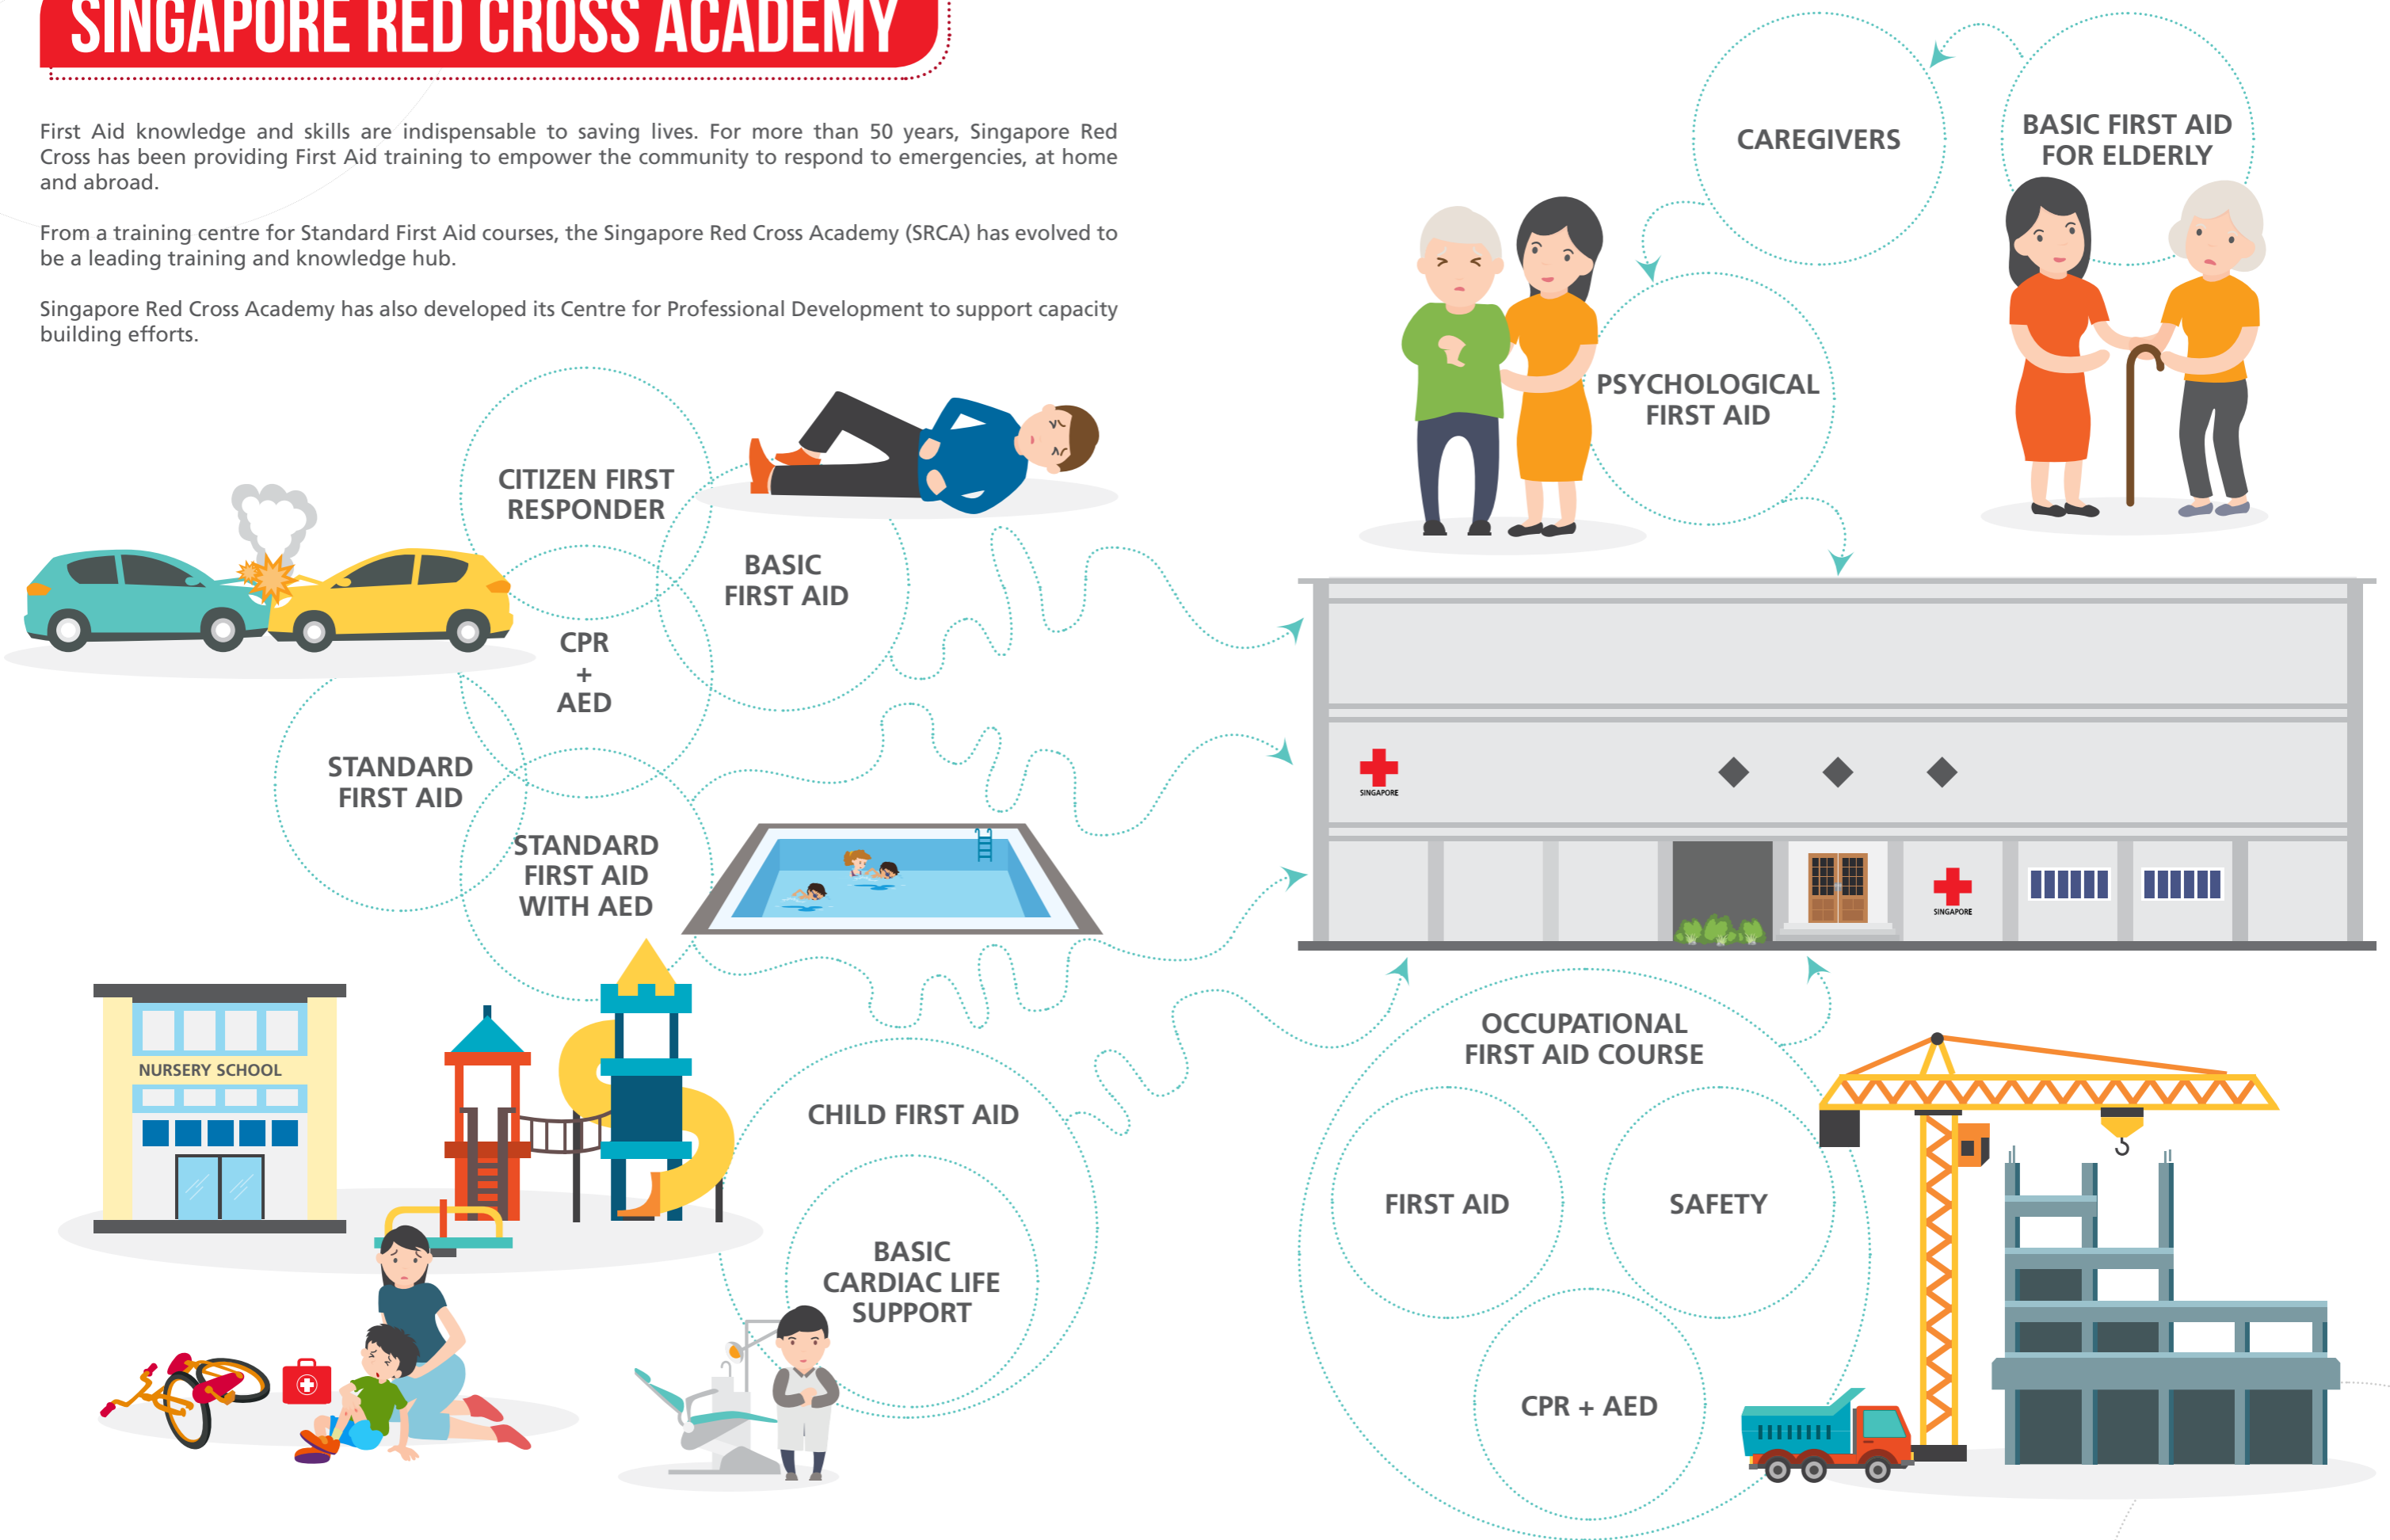 SINGAPORE RED CROSS ACADEMY
First Aid knowledge and skills are indispensable to saving lives. For more than 50 years, Singapore Red
Cross has been providing First Aid training to empower the community to respond to emergencies, at home
and abroad.
From a training centre for Standard First Aid courses, the Singapore Red Cross Academy (SRCA) has evolved to
be a leading training and knowledge hub.
Singapore Red Cross Academy has also developed its Centre for Professional Development to support capacity
building efforts.
CITIZEN FIRST
RESPONDER
BASIC
FIRST AID
CPR
+
AED
STANDARD
FIRST AID
STANDARD
FIRST AID
WITH AED
NURSERY SCHOOL
CHILD FIRST AID
BASIC
CARDIAC LIFE
SUPPORT
CAREGIVERS
BASIC FIRST AID
FOR ELDERLY
PSYCHOLOGICAL
FIRST AID
SINGAPORE
SINGAPORE
OCCUPATIONAL
FIRST AID COURSE
FIRST AID
SAFETY
CPR + AED